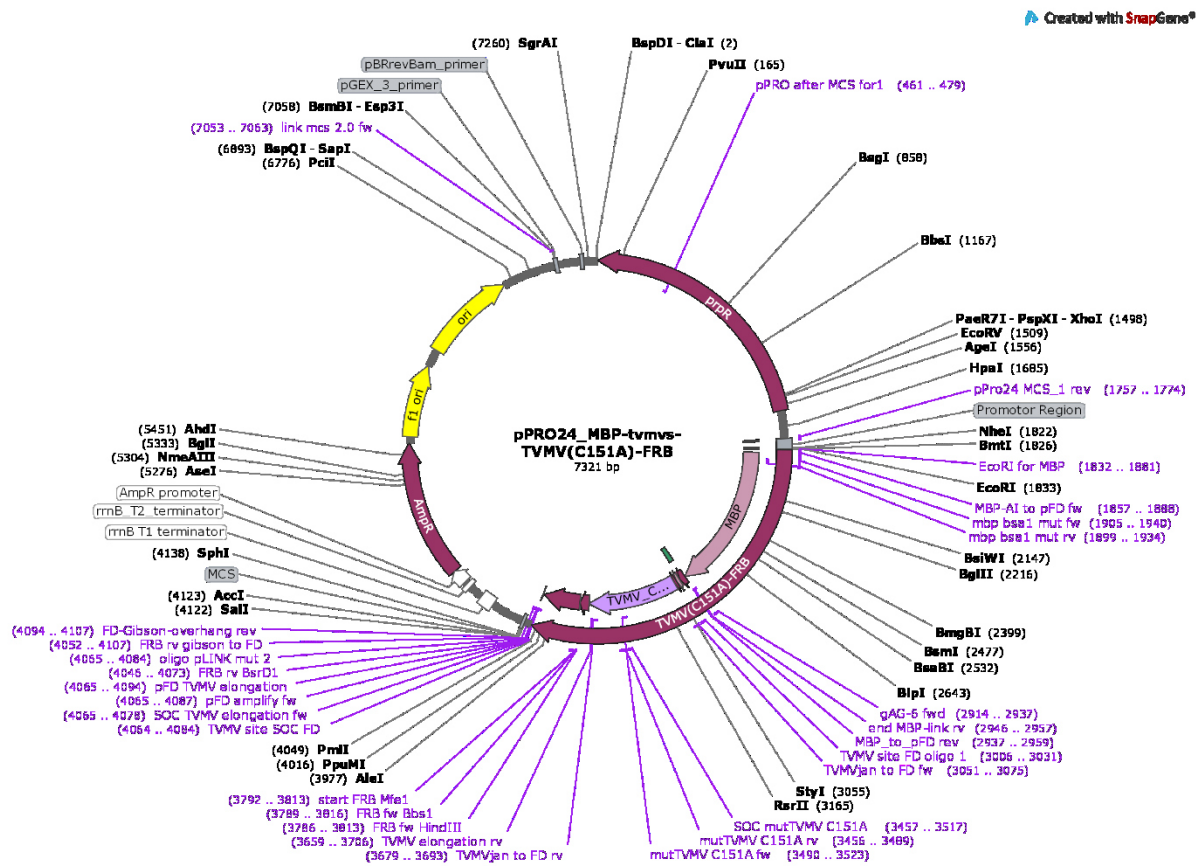 Created with SnapGene®
(7260) SgrAI
BspDI - ClaI (2)
pBRrevBam_primer
PvuII (165)
pGEX_3_primer
pPRO after MCS for1 (461 .. 479)
(7058) BsmBI - Esp3I
(7053 .. 7063) link mcs 2.0 fw
(6893) BspQI - SapI
(6776) PciI
BsgI (858)
BbsI (1167)
prpR
ori
PaeR7I - PspXI - XhoI (1498)
EcoRV (1509)
AgeI (1556)
HpaI (1685)
pPro24 MCS_1 rev (1757 .. 1774)
Promotor Region
NheI (1822)
BmtI (1826)
EcoRI for MBP (1832 .. 1881)
EcoRI (1833)
MBP-AI to pFD fw (1857 .. 1888)
mbp bsa1 mut fw (1905 .. 1940)
mbp bsa1 mut rv (1899 .. 1934)
f1 ori
pPRO24_MBP-tvmvs-
TVMV(C151A)-FRB
7321 bp
(5451) AhdI
(5333) BglI
(5304) NmeAIII
(5276) AseI
AmpR promoter
rrnB_T2_terminator
rrnB T1 terminator
(4138) SphI
MCS
(4123) AccI
(4122) SalI
AmpR
MBP
TVMV_C...
TVMV(C151A)-FRB
BsiWI (2147)
BglII (2216)
BmgBI (2399)
BsmI (2477)
BsaBI (2532)
BlpI (2643)
(4094 .. 4107) FD-Gibson-overhang rev
(4052 .. 4107) FRB rv gibson to FD
(4065 .. 4084) oligo pLINK mut 2
(4046 .. 4073) FRB rv BsrD1
(4065 .. 4094) pFD TVMV elongation
(4065 .. 4087) pFD amplify fw
(4065 .. 4078) SOC TVMV elongation fw
(4064 .. 4084) TVMV site SOC FD
gAG-6 fwd (2914 .. 2937)
end MBP-link rv (2946 .. 2957)
MBP_to_pFD rev (2937 .. 2959)
TVMV site FD oligo 1 (3006 .. 3031)
TVMVjan to FD fw (3051 .. 3075)
(4049) PmlI
(4016) PpuMI
(3977) AleI
StyI (3055)
RsrII (3165)
(3792 .. 3813) start FRB Mfe1
(3789 .. 3816) FRB fw Bbs1
(3786 .. 3813) FRB fw HindIII
(3659 .. 3706) TVMV elongation rv
(3679 .. 3693) TVMVjan to FD rv
SOC mutTVMV C151A (3457 .. 3517)
mutTVMV C151A rv (3456 .. 3489)
mutTVMV C151A fw (3490 .. 3523)